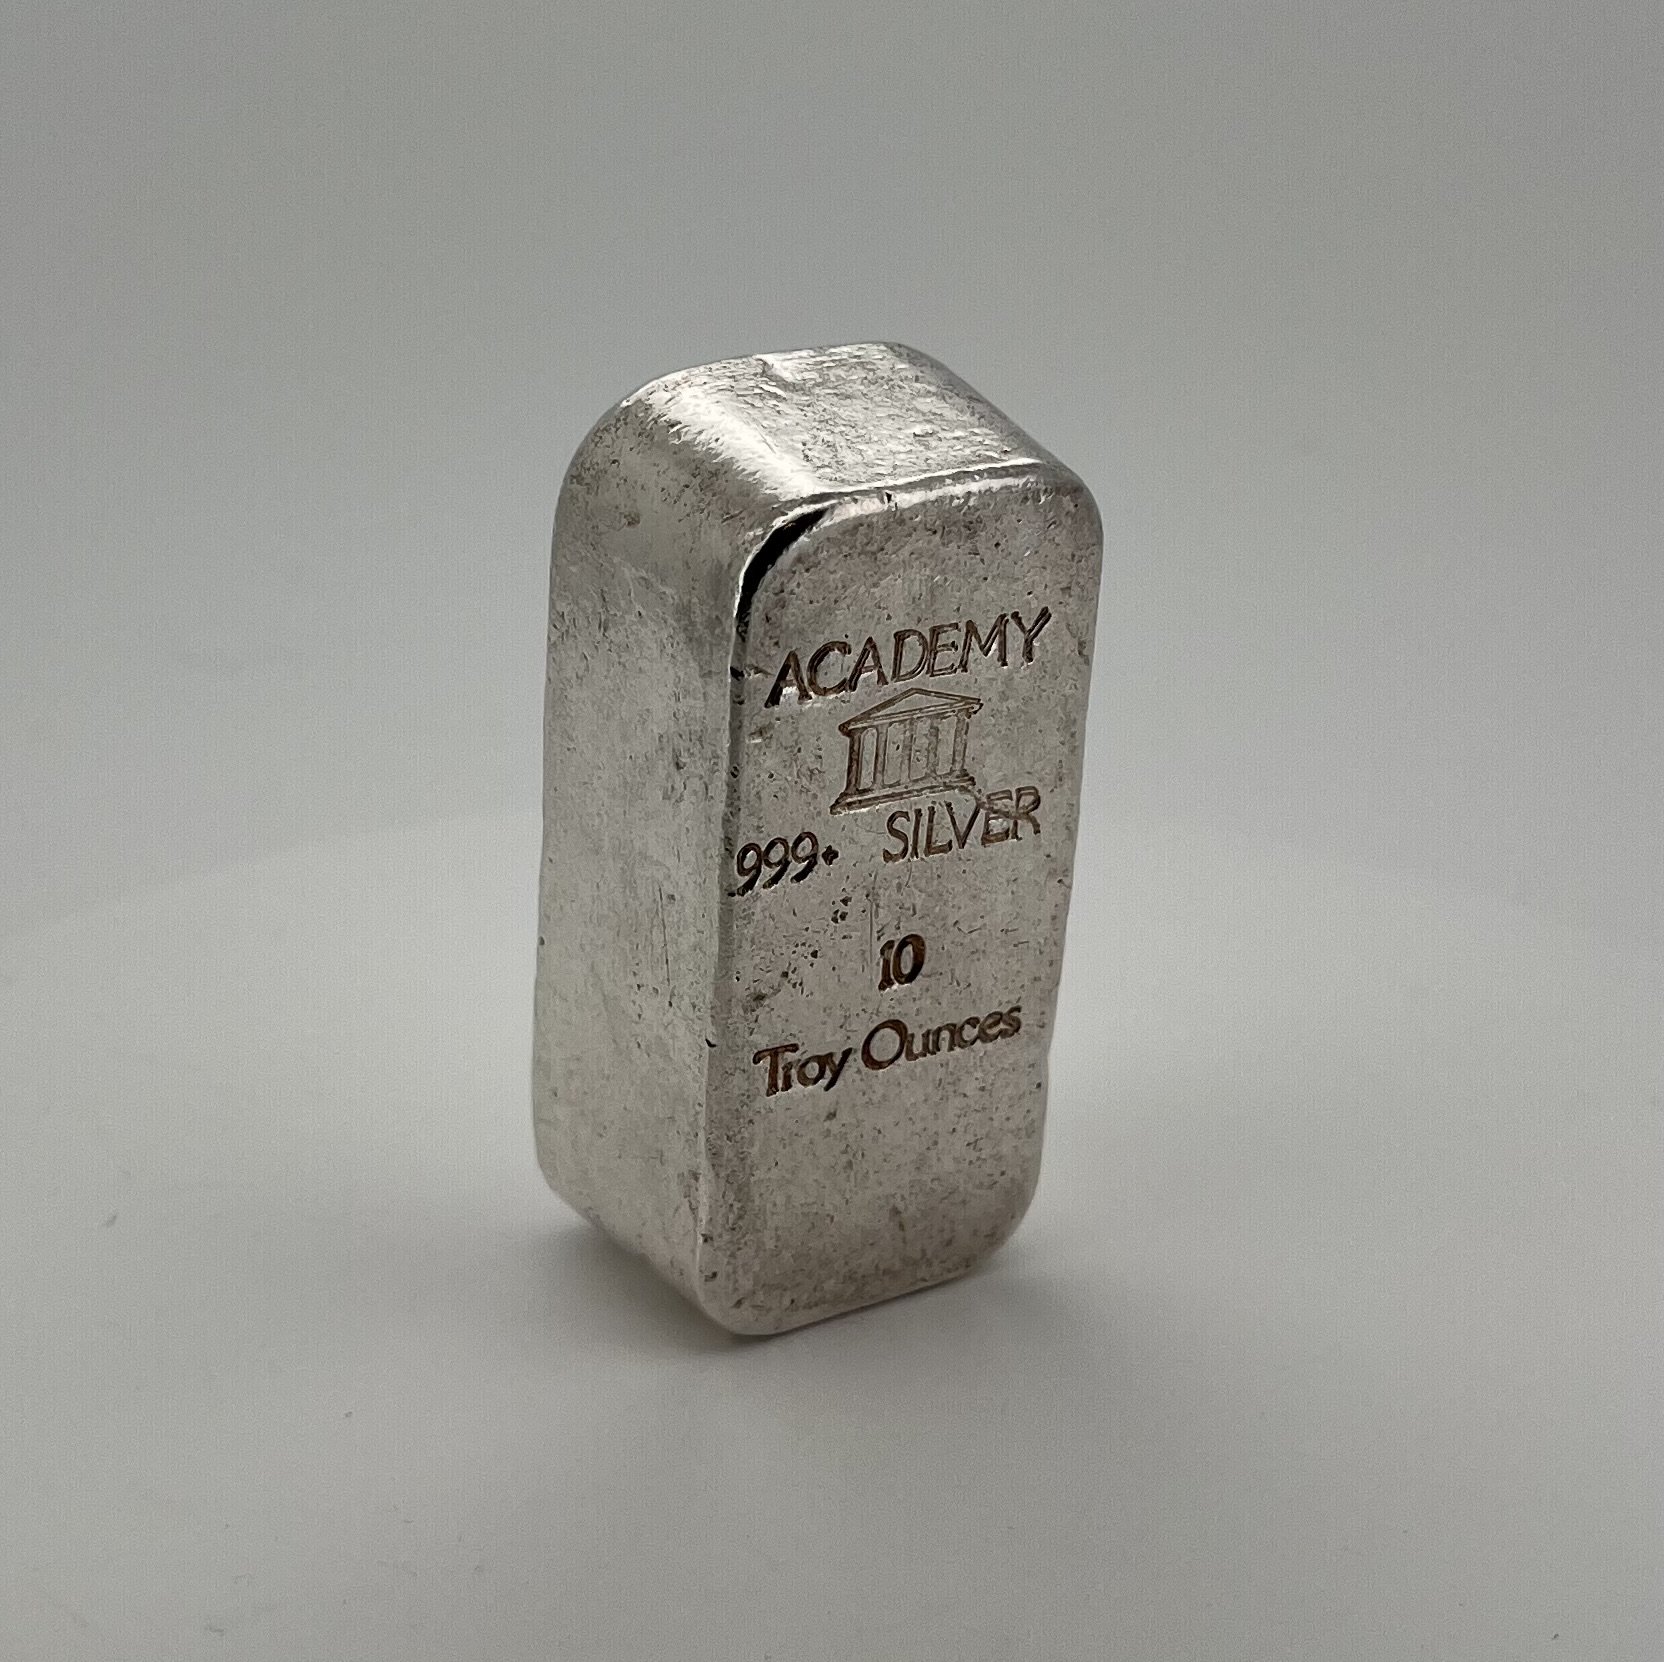 ACADEMY
999+ SILVER
10
Troy Ounces